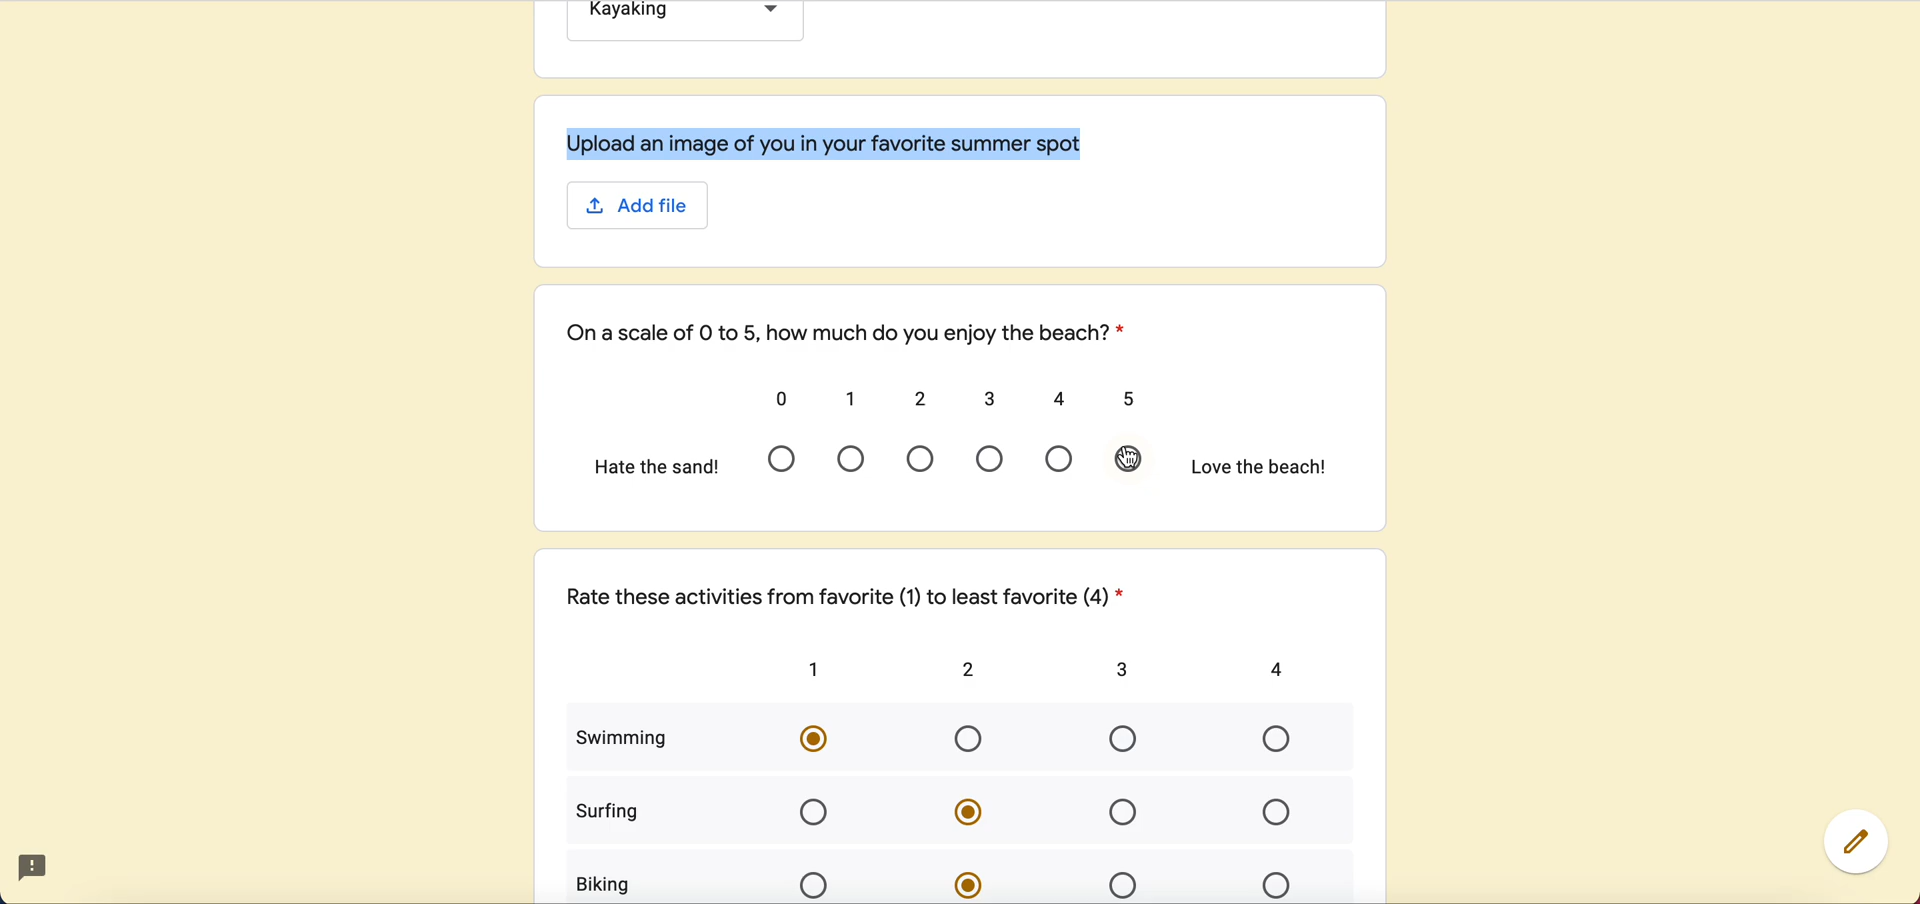 Kayaking
Upload an image of you in your favorite summer spot
Add file
On a scale of 0 to 5, how much do you enjoy the beach? *
0 1 2 3 4 5
Hate the sand! Love the beach!
Rate these activities from favorite (1) to least favorite (4) *
1 2 3 4
Swimming
Surfing
Biking